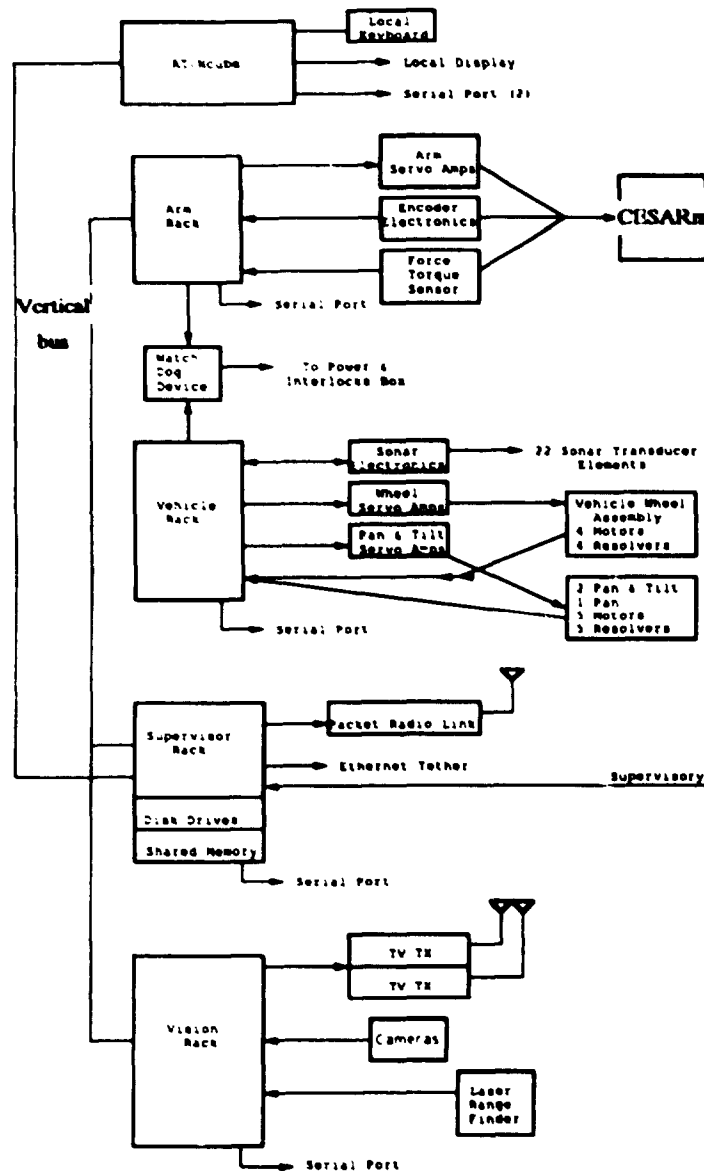 Local
Keyboard
AT/Ncube
Local Display
Serial Port (2)
Arm
Servo Amps
Arm
Rack
Encoder
Electronics
CESARm
Force
Torque
Sensor
Serial Port
Vertical
bus
Watch
Dog
Device
To Power &
Interlocks Box
Sonar
Electronics
22 Sonar Transducer
Elements
Vehicle
Rack
Wheel
Servo Amps
Vehicle Wheel
Assembly
4 Motors
4 Resolvers
Pan & Tilt
Servo Amps
2 Pan & Tilt
1 Pan
5 Motors
5 Resolvers
Serial Port
Supervisor
Rack
Packet Radio Link
Ethernet Tether
Supervisory
Disk Drives
Shared Memory
Serial Port
TV TX
TV TX
Vision
Rack
Cameras
Laser
Range
Finder
Serial Port